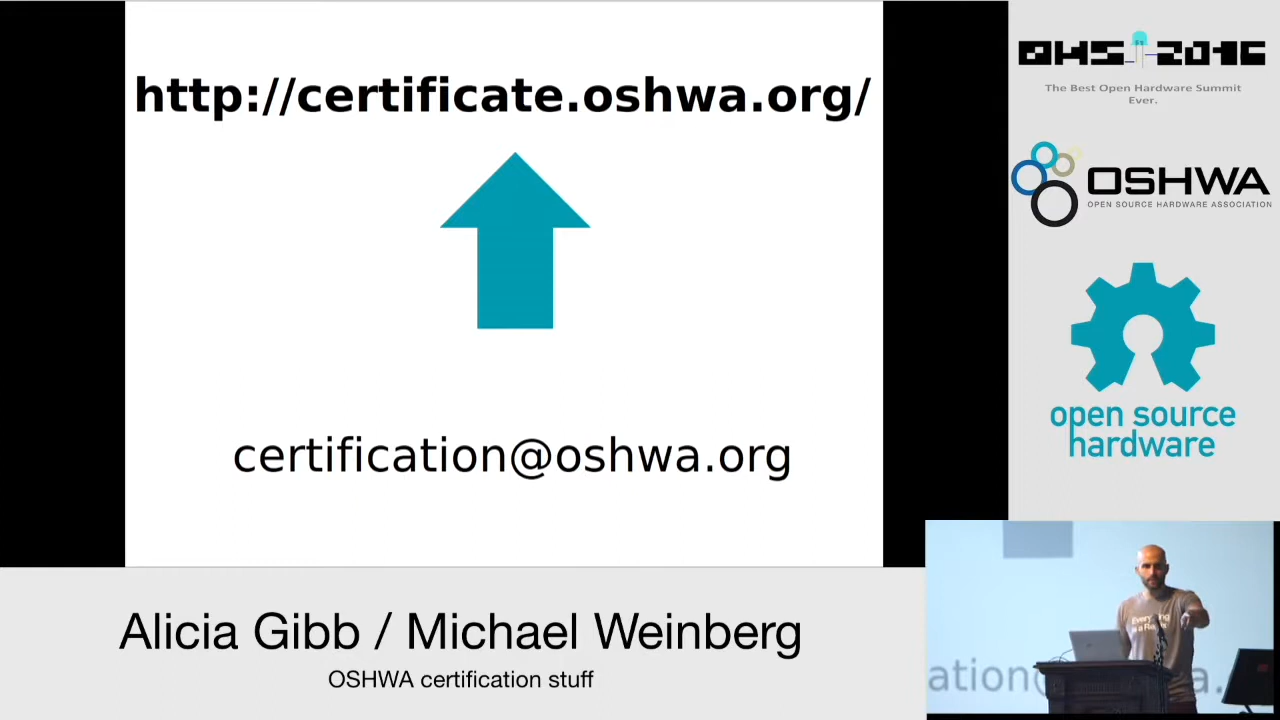 http://certificate.oshwa.org/
certification@oshwa.org
OHS 2016
The Best Open Hardware Summit
Ever.
OSHWA
OPEN SOURCE HARDWARE ASSOCIATION
open source
hardware
Alicia Gibb / Michael Weinberg
OSHWA certification stuff